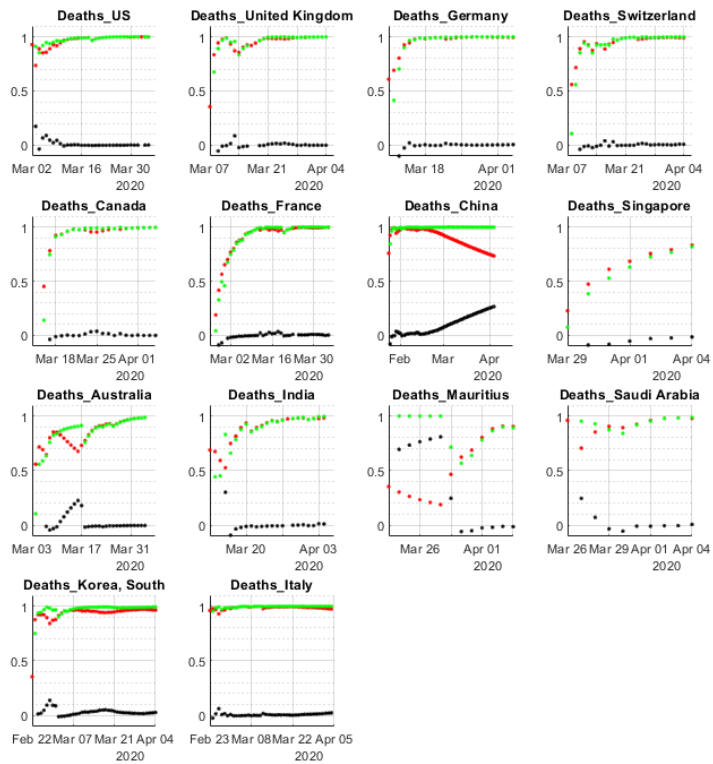 Deaths_US
Deaths_United Kingdom
Deaths_Germany
Deaths_Switzerland
1
0.5
0
Mar 02 Mar 16 Mar 30
2020
1
0.5
0
Mar 07 Mar 21 Apr 04
2020
1
0.5
0
Mar 18 Apr 01
2020
1
0.5
0
Mar 07 Mar 21 Apr 04
2020
Deaths_Canada
Deaths_France
Deaths_China
Deaths_Singapore
1
0.5
0
Mar 18 Mar 25 Apr 01
2020
1
0.5
0
Mar 02 Mar 16 Mar 30
2020
1
0.5
0
Feb Mar Apr
2020
1
0.5
0
Mar 29 Apr 01 Apr 04
2020
Deaths_Australia
Deaths_India
Deaths_Mauritius
Deaths_Saudi Arabia
1
0.5
0
Mar 03 Mar 17 Mar 31
2020
1
0.5
0
Mar 20 Apr 03
2020
1
0.5
0
Mar 26 Apr 01
2020
1
0.5
0
Mar 26 Mar 29 Apr 01 Apr 04
2020
Deaths_Korea, South
Deaths_Italy
1
0.5
0
Feb 22 Mar 07 Mar 21 Apr 04
2020
1
0.5
0
Feb 23 Mar 08 Mar 22 Apr 05
2020